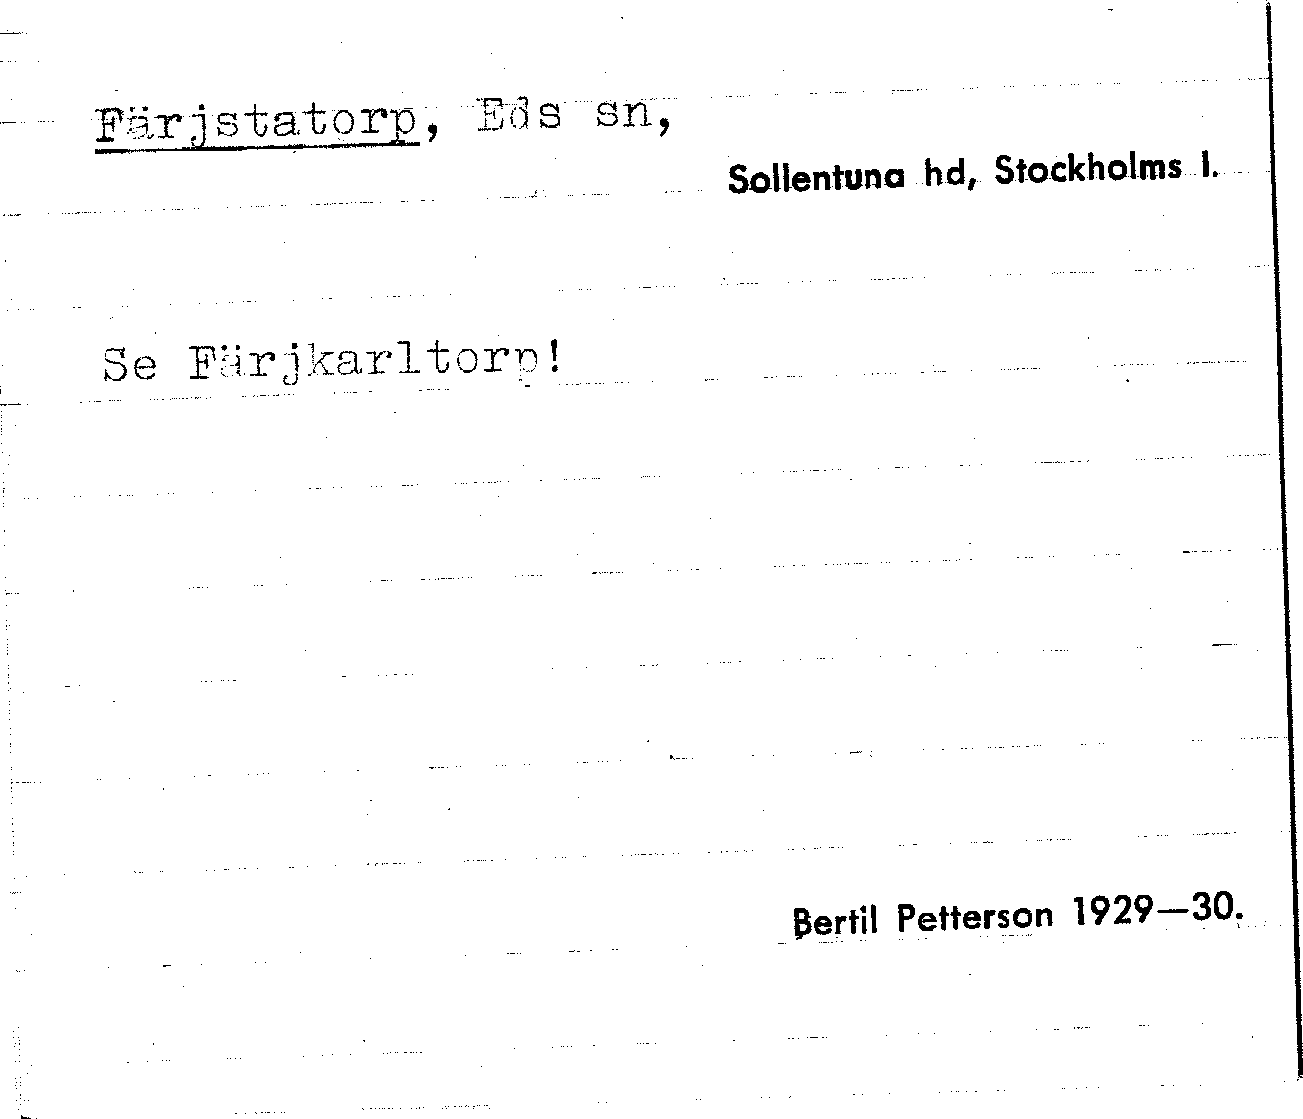 Färjstatorp, Eds sn,
Sollentuna hd, Stockholms l.
Se Färjkarltorp!
Bertil Petterson 1929—30.